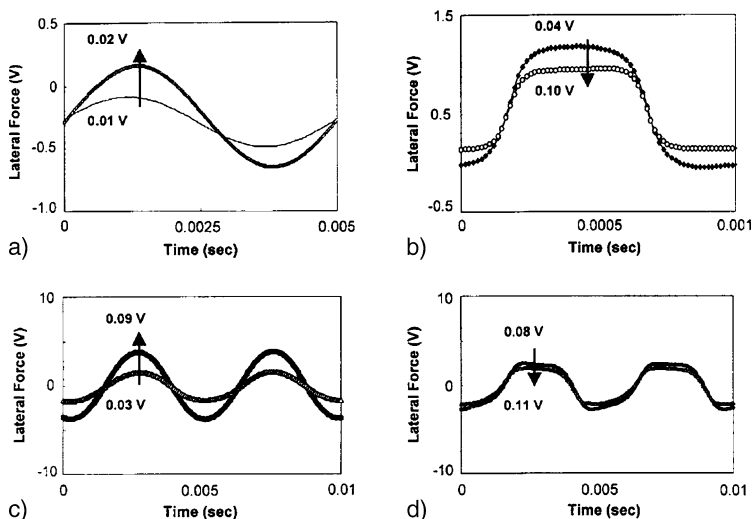 0.5
0
-0.5
-1.0
Lateral Force (V)
0.02 V
0.01 V
0
0.0025
0.005
Time (sec)
a)
1.5
0.5
-0.5
Lateral Force (V)
0.04 V
0.10 V
0
0.0005
0.001
Time (sec)
b)
10
0
-10
Lateral Force (V)
0.09 V
0.03 V
0
0.005
0.01
Time (sec)
c)
10
0
-10
Lateral Force (V)
0.08 V
0.11 V
0
0.005
0.01
Time (sec)
d)